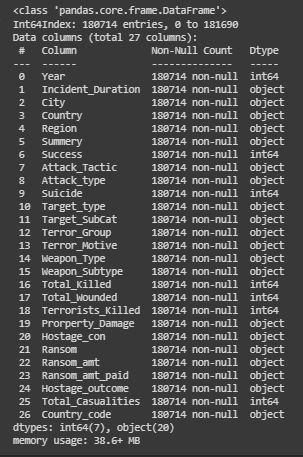 <class 'pandas.core.frame.DataFrame'>
Int64Index: 180714 entries, 0 to 181690
Data columns (total 27 columns):
 #   Column             Non-Null Count   Dtype
---  ------             --------------   -----
 0   Year               180714 non-null  int64
 1   Incident_Duration  180714 non-null  object
 2   City               180714 non-null  object
 3   Country            180714 non-null  object
 4   Region             180714 non-null  object
 5   Summery            180714 non-null  object
 6   Success            180714 non-null  int64
 7   Attack_Tactic      180714 non-null  object
 8   Attack_type        180714 non-null  object
 9   Suicide            180714 non-null  int64
 10  Target_type        180714 non-null  object
 11  Target_SubCat      180714 non-null  object
 12  Terror_Group       180714 non-null  object
 13  Terror_Motive      180714 non-null  object
 14  Weapon_Type        180714 non-null  object
 15  Weapon_Subtype     180714 non-null  object
 16  Total_Killed       180714 non-null  int64
 17  Total_Wounded      180714 non-null  int64
 18  Terrorists_Killed  180714 non-null  int64
 19  Prorperty_Damage   180714 non-null  object
 20  Hostage_con        180714 non-null  object
 21  Ransom             180714 non-null  object
 22  Ransom_amt         180714 non-null  object
 23  Ransom_amt_paid    180714 non-null  object
 24  Hostage_outcome    180714 non-null  object
 25  Total_Casualities  180714 non-null  int64
 26  Country_code       180714 non-null  object
dtypes: int64(7), object(20)
memory usage: 38.6+ MB